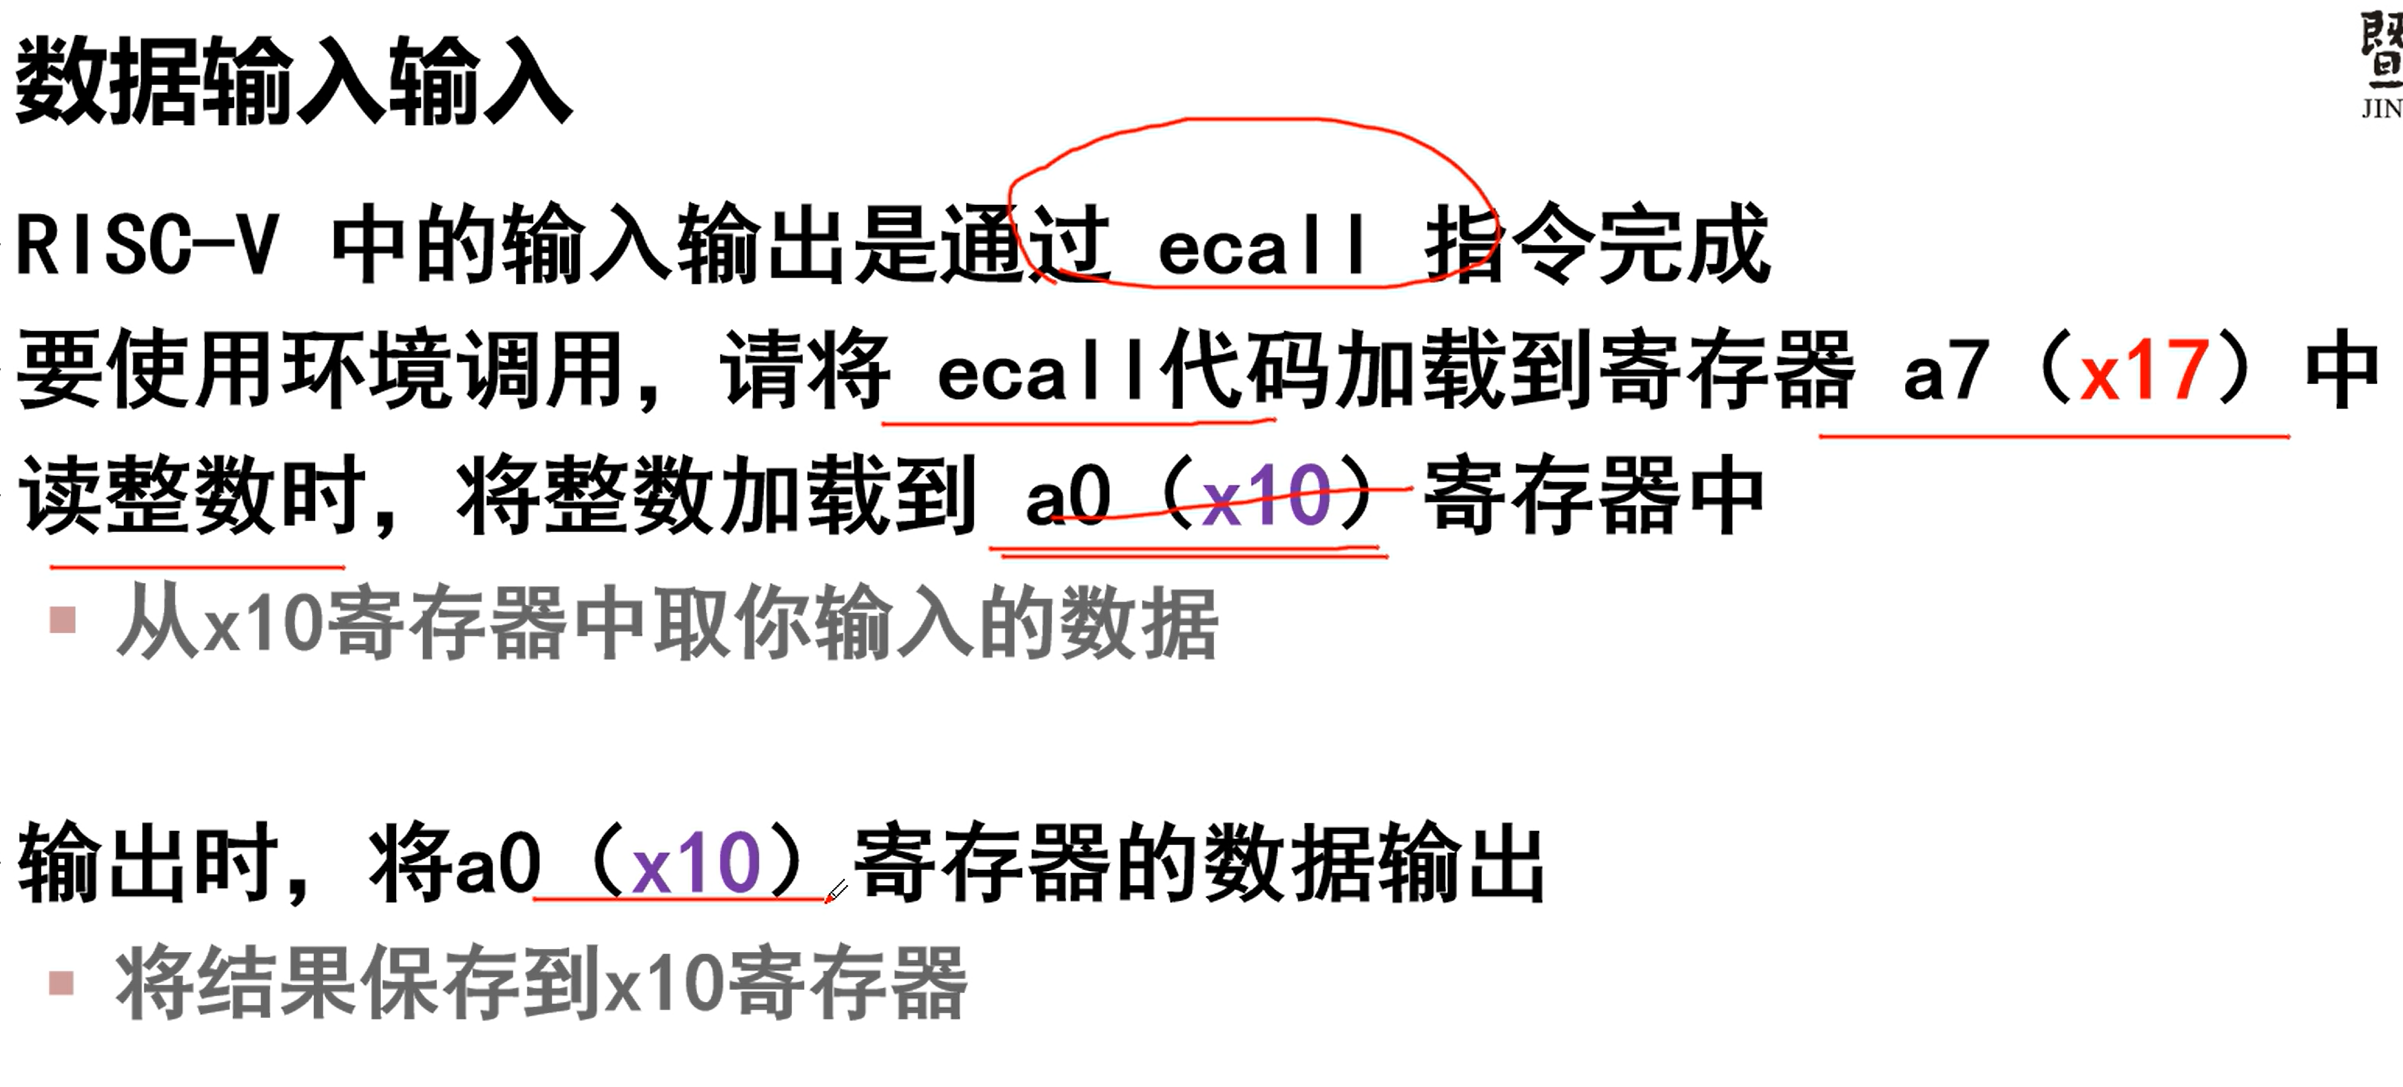 数据输入输入
RISC-V 中的输入输出是通过 ecall 指令完成
要使用环境调用，请将 ecall代码加载到寄存器 a7（x17）中
读整数时，将整数加载到 a0（x10）寄存器中
从x10寄存器中取你输入的数据
输出时，将a0（x10）寄存器的数据输出
将结果保存到x10寄存器
暨
JIN